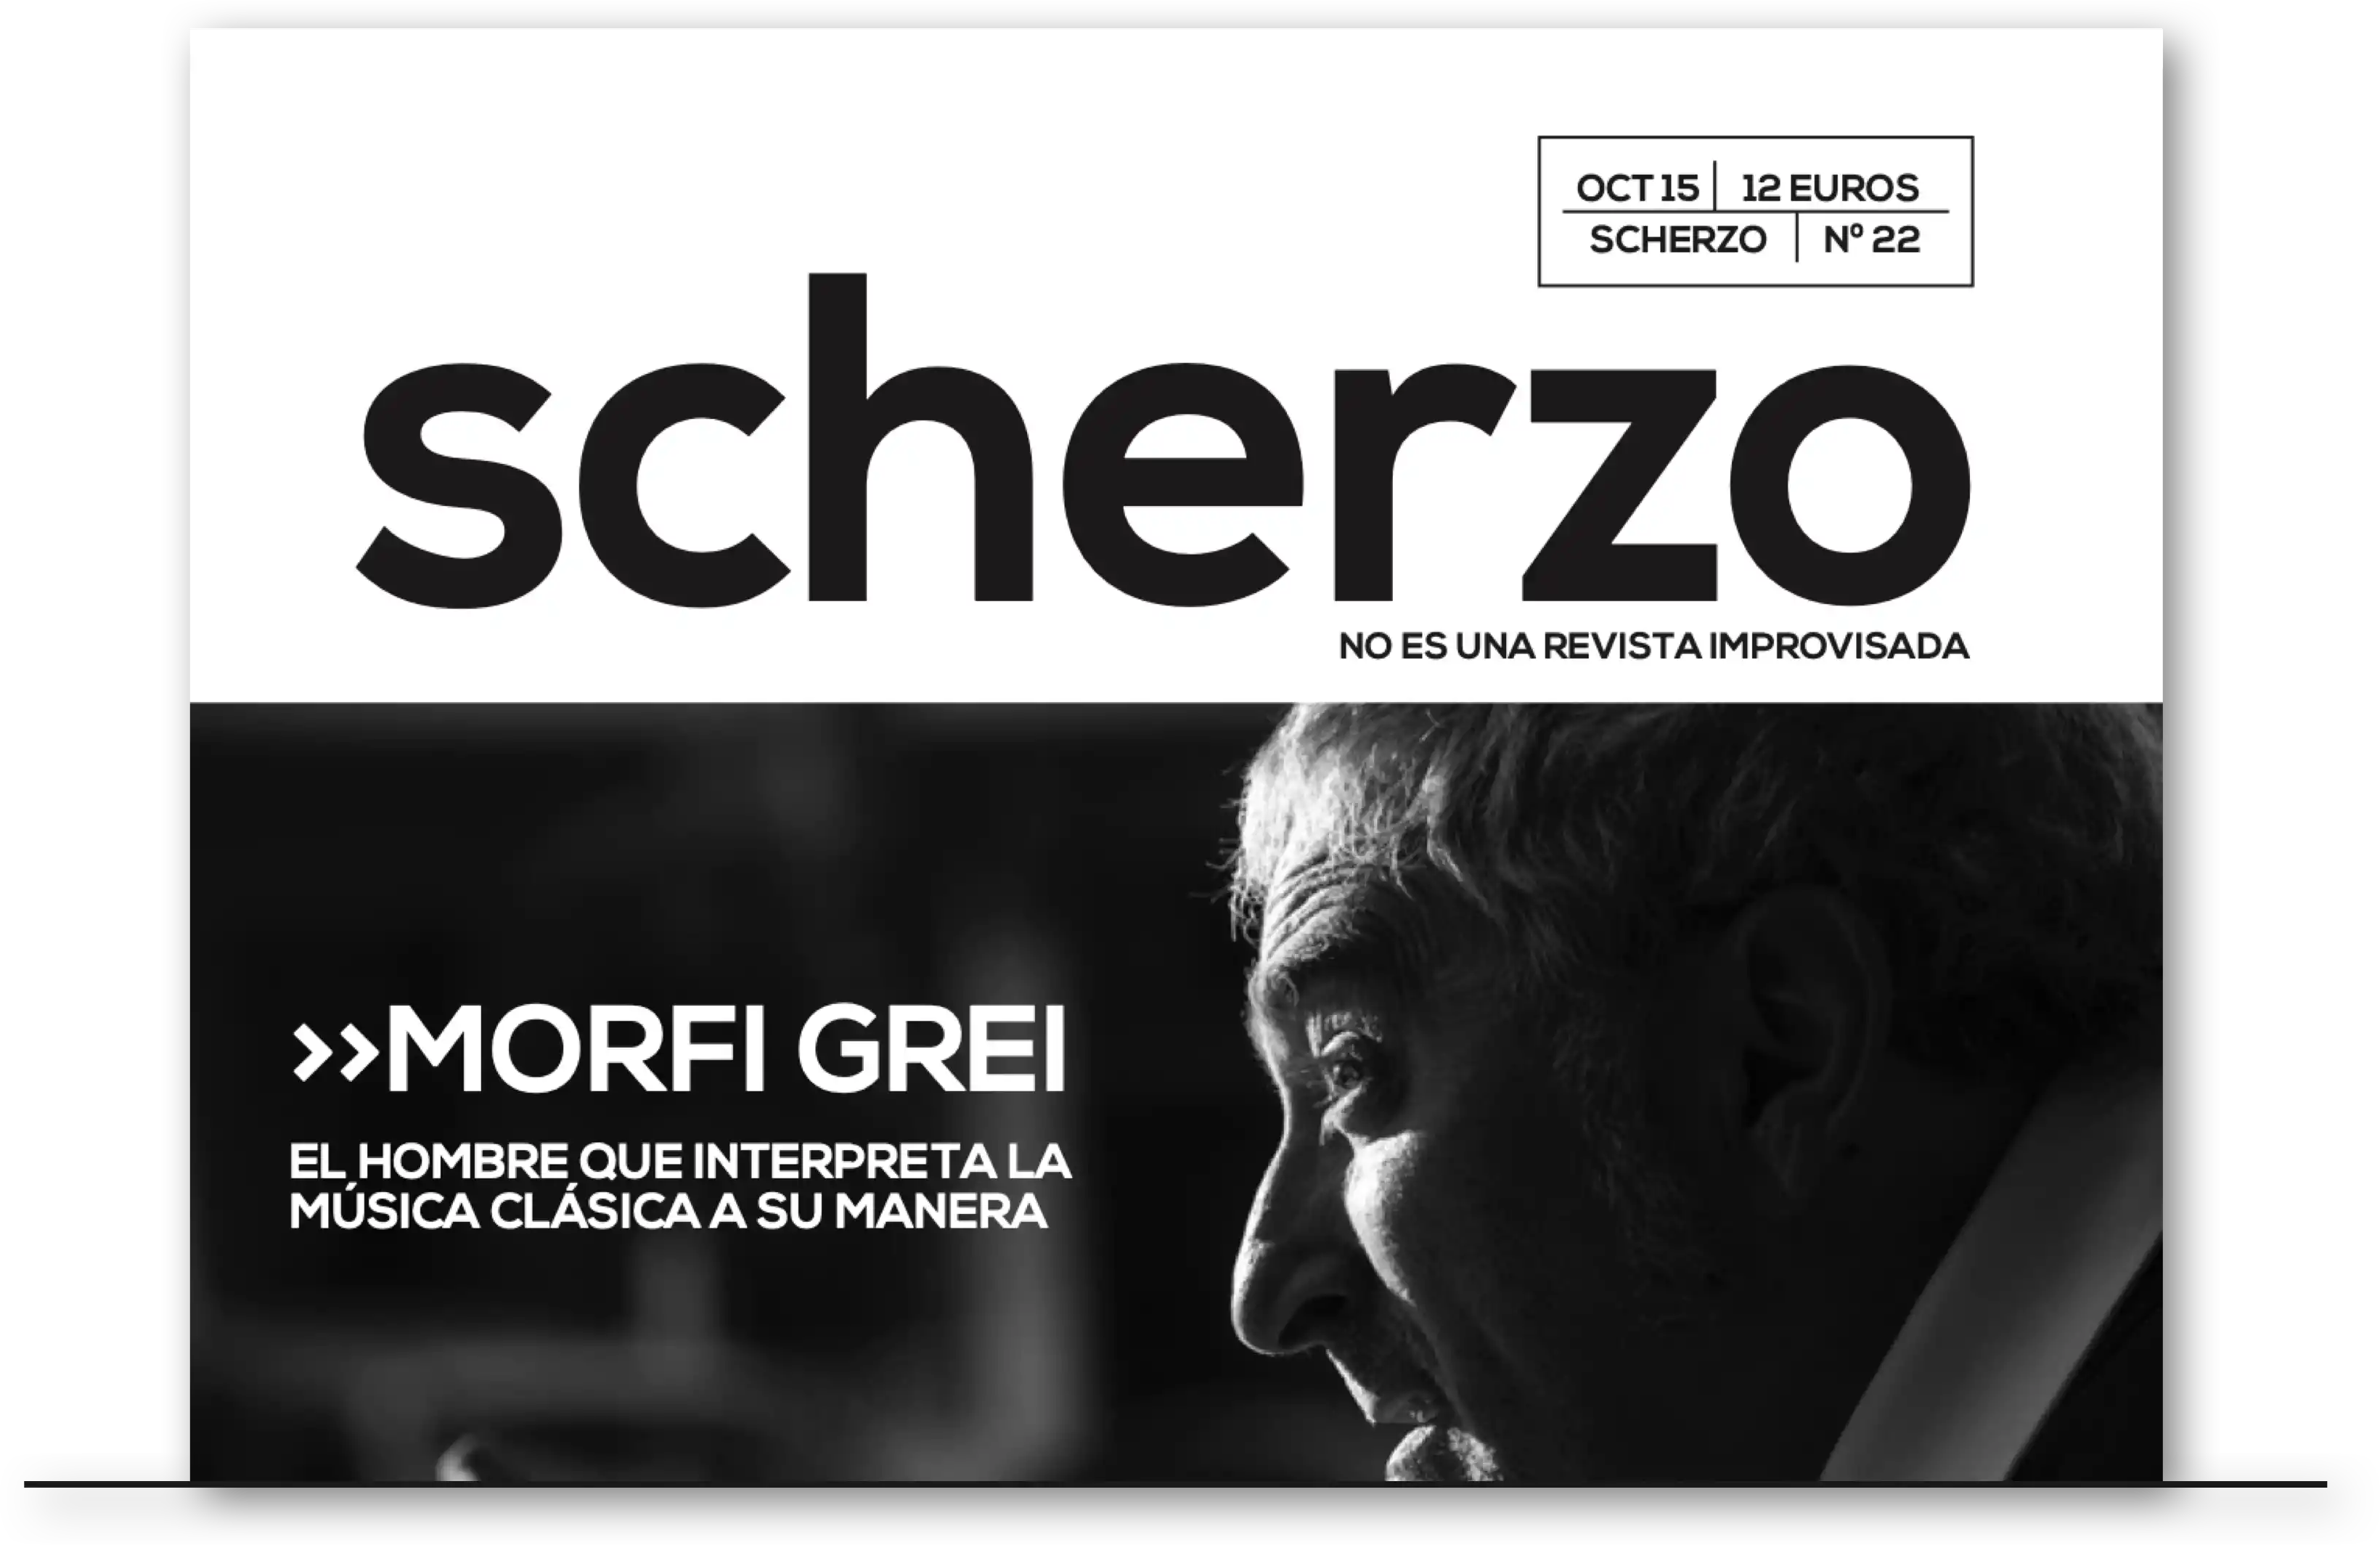 OCT 15 12 EUROS
SCHERZO Nº 22
scherzo
NO ES UNA REVISTA IMPROVISADA
>>MORFI GREI
EL HOMBRE QUE INTERPRETA LA
MÚSICA CLÁSICA A SU MANERA